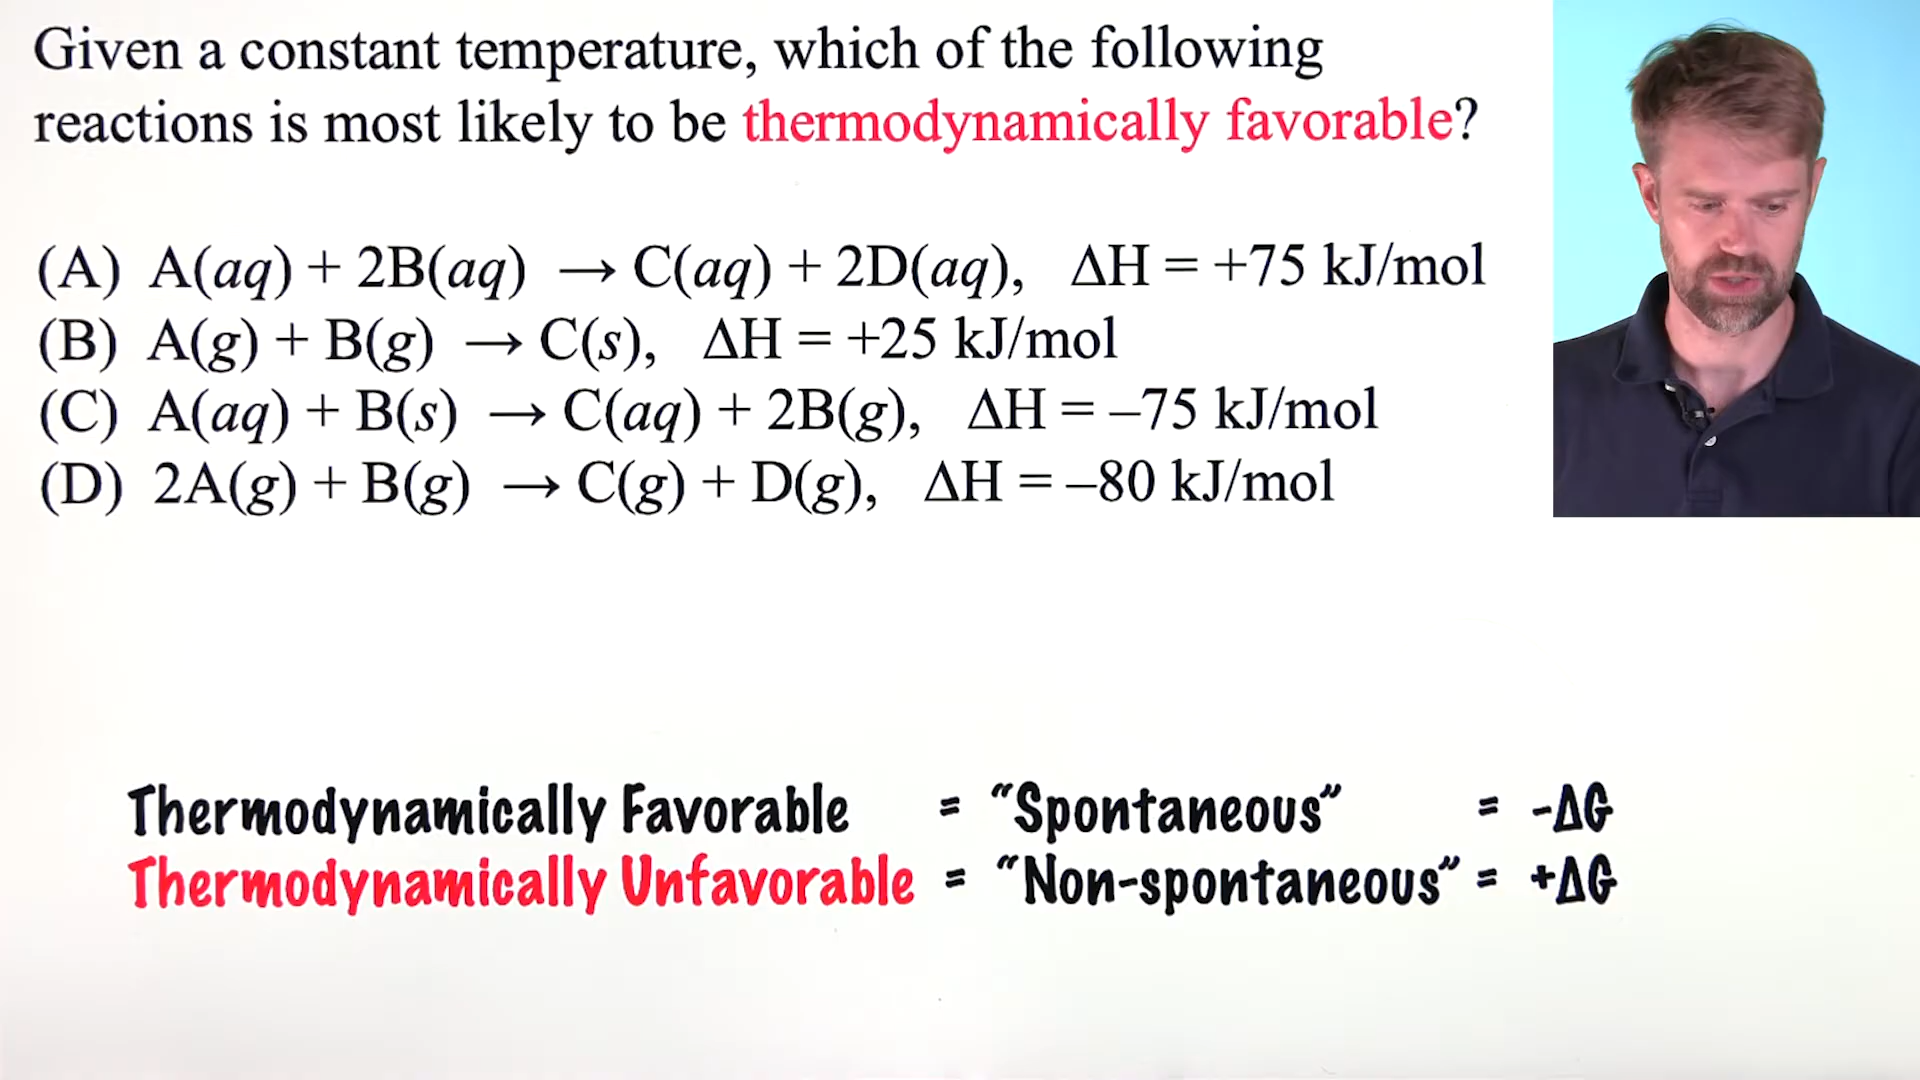 Given a constant temperature, which of the following
reactions is most likely to be thermodynamically favorable?
(A) A(aq) + 2B(aq) → C(aq) + 2D(aq), ΔH = +75 kJ/mol
(B) A(g) + B(g) → C(s), ΔH = +25 kJ/mol
(C) A(aq) + B(s) → C(aq) + 2B(g), ΔH = –75 kJ/mol
(D) 2A(g) + B(g) → C(g) + D(g), ΔH = –80 kJ/mol
Thermodynamically Favorable = "Spontaneous" = -ΔG
Thermodynamically Unfavorable = "Non-spontaneous" = +ΔG